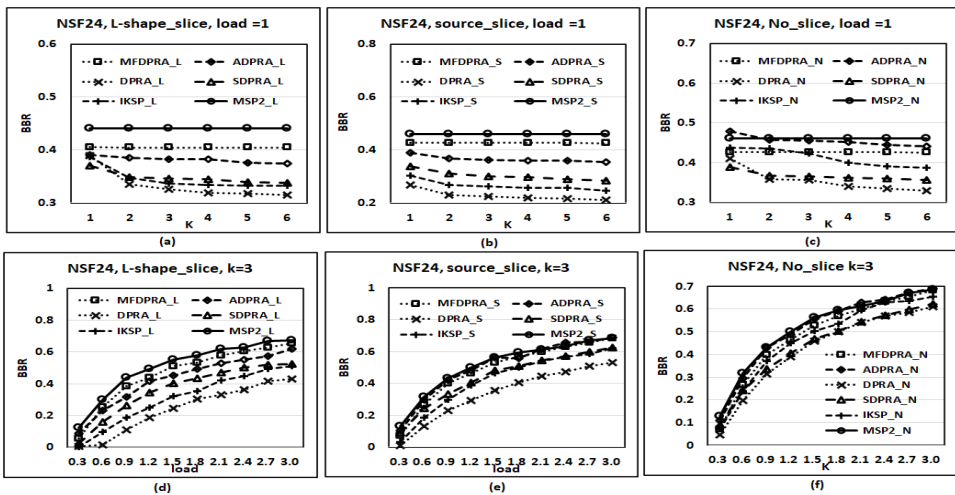 NSF24, L-shape_slice, load =1
0.6
0.5
0.4
0.3
BBR
MFDPRA_L
ADPRA_L
DPRA_L
SDPRA_L
IKSP_L
MSP2_L
1 2 3 4 5 6
K
(a)
NSF24, source_slice, load =1
0.8
0.6
0.4
0.2
BBR
MFDPRA_S
ADPRA_S
DPRA_S
SDPRA_S
IKSP_S
MSP2_S
1 2 3 4 5 6
K
(b)
NSF24, No_slice, load =1
0.7
0.6
0.5
0.4
0.3
BBR
MFDPRA_N
ADPRA_N
DPRA_N
SDPRA_N
IKSP_N
MSP2_N
1 2 3 4 5 6
K
(c)
NSF24, L-shape_slice, k=3
1
0.8
0.6
0.4
0.2
0
BBR
MFDPRA_L
ADPRA_L
DPRA_L
SDPRA_L
IKSP_L
MSP2_L
0.3 0.6 0.9 1.2 1.5 1.8 2.1 2.4 2.7 3.0
load
(d)
NSF24, source_slice, k=3
1
0.8
0.6
0.4
0.2
0
BBR
MFDPRA_S
ADPRA_S
DPRA_S
SDPRA_S
IKSP_S
MSP2_S
0.3 0.6 0.9 1.2 1.5 1.8 2.1 2.4 2.7 3.0
load
(e)
NSF24, No_slice k=3
0.7
0.6
0.5
0.4
0.3
0.2
0.1
0
BBR
MFDPRA_N
ADPRA_N
DPRA_N
SDPRA_N
IKSP_N
MSP2_N
0.3 0.6 0.9 1.2 1.5 1.8 2.1 2.4 2.7 3.0
K
(f)